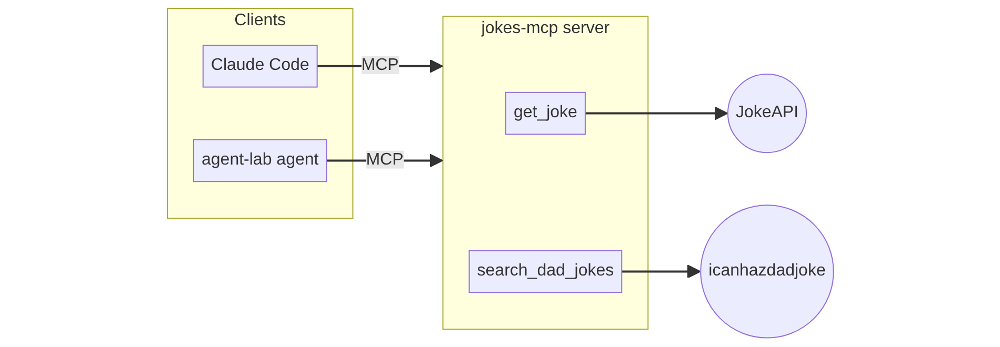 Clients
Claude Code
MCP
agent-lab agent
MCP
jokes-mcp server
get_joke
search_dad_jokes
JokeAPI
icanhazdadjoke